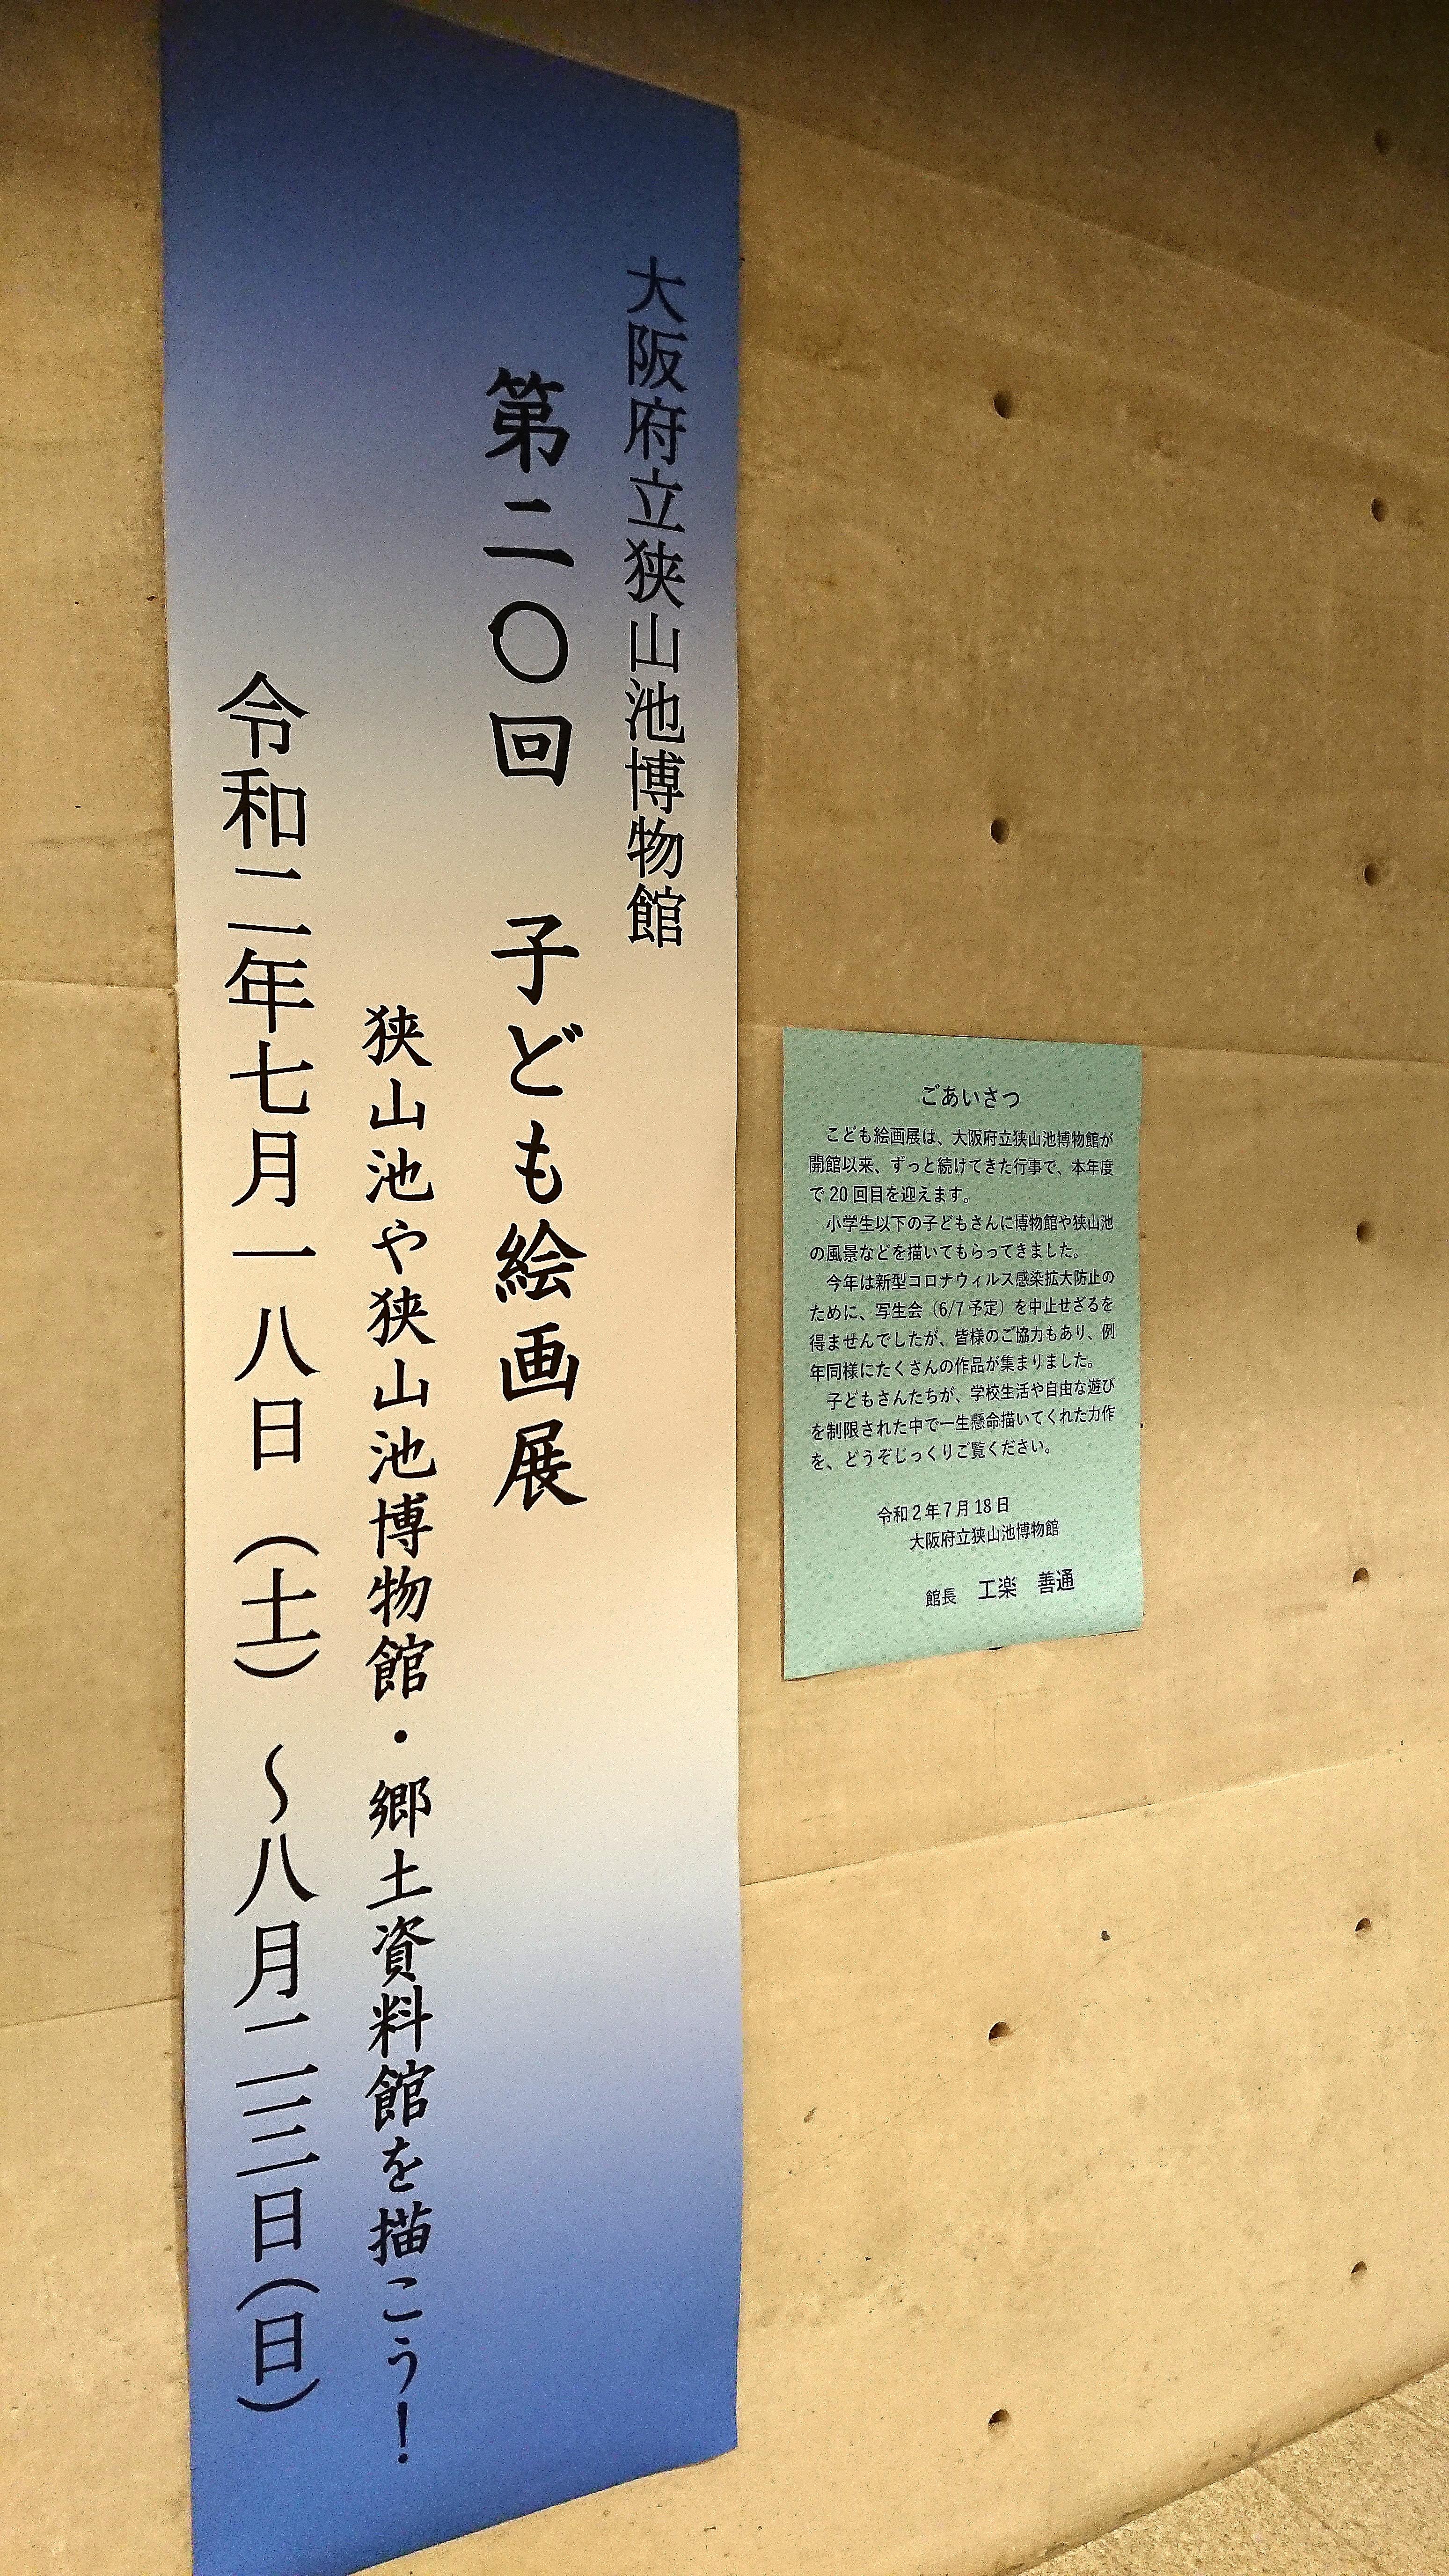 大阪府立狭山池博物館
第二〇回 子ども絵画展
狭山池や狭山池博物館・郷土資料館を描こう！
令和二年七月一八日（土）～八月二三日（日）
ごあいさつ
こども絵画展は、大阪府立狭山池博物館が
開館以来、ずっと続けてきた行事で、本年度
で20回目を迎えます。
小学生以下の子どもさんに博物館や狭山池
の風景などを描いてもらってきました。
今年は新型コロナウィルス感染拡大防止の
ために、写生会（6/7予定）を中止せざるを
得ませんでしたが、皆様のご協力もあり、例
年同様にたくさんの作品が集まりました。
子どもさんたちが、学校生活や自由な遊び
を制限された中で一生懸命描いてくれた力作
を、どうぞじっくりご覧ください。
令和2年7月18日
大阪府立狭山池博物館
館長 工楽 善通